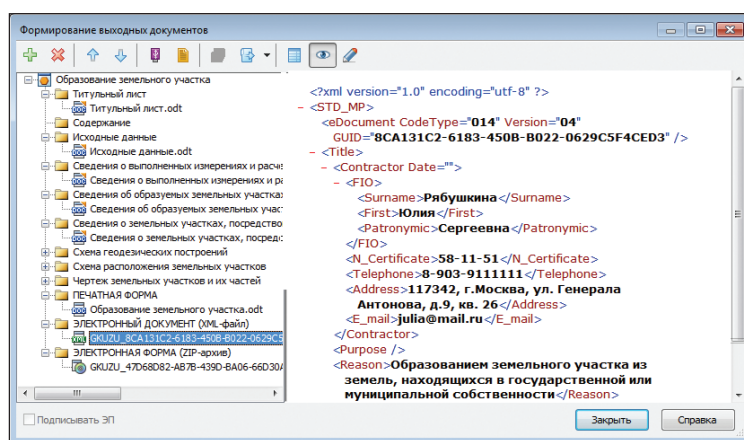 Формирование выходных документов
Образование земельного участка
Титульный лист
Титульный лист.odt
Содержание
Исходные данные
Исходные данные.odt
Сведения о выполненных измерениях и расче
Сведения о выполненных измерениях и ра
Сведения об образуемых земельных участках
Сведения об образуемых земельных учас
Сведения о земельных участках, посредство
Сведения о земельных участках, посредс
Схема геодезических построений
Схема расположения земельных участков
Чертеж земельных участков и их частей
ПЕЧАТНАЯ ФОРМА
Образование земельного участка.odt
ЭЛЕКТРОННЫЙ ДОКУМЕНТ (XML-файл)
GKUZU_8CA131C2-6183-450B-B022-0629C5
ЭЛЕКТРОННАЯ ФОРМА (ZIP-архив)
GKUZU_47D68D82-AB7B-439D-BA06-66D30A
<?xml version="1.0" encoding="utf-8" ?>
- <STD_MP>
<eDocument CodeType="014" Version="04"
GUID="8CA131C2-6183-450B-B022-0629C5F4CED3" />
- <Title>
- <Contractor Date="">
- <FIO>
<Surname>Рябушкина</Surname>
<First>Юлия</First>
<Patronymic>Сергеевна</Patronymic>
</FIO>
<N_Certificate>58-11-51</N_Certificate>
<Telephone>8-903-9111111</Telephone>
<Address>117342, г.Москва, ул. Генерала
Антонова, д.9, кв. 26</Address>
<E_mail>julia@mail.ru</E_mail>
</Contractor>
<Purpose />
<Reason>Образованием земельного участка из
земель, находящихся в государственной или
муниципальной собственности</Reason>
Подписывать ЭП
Закрыть
Справка